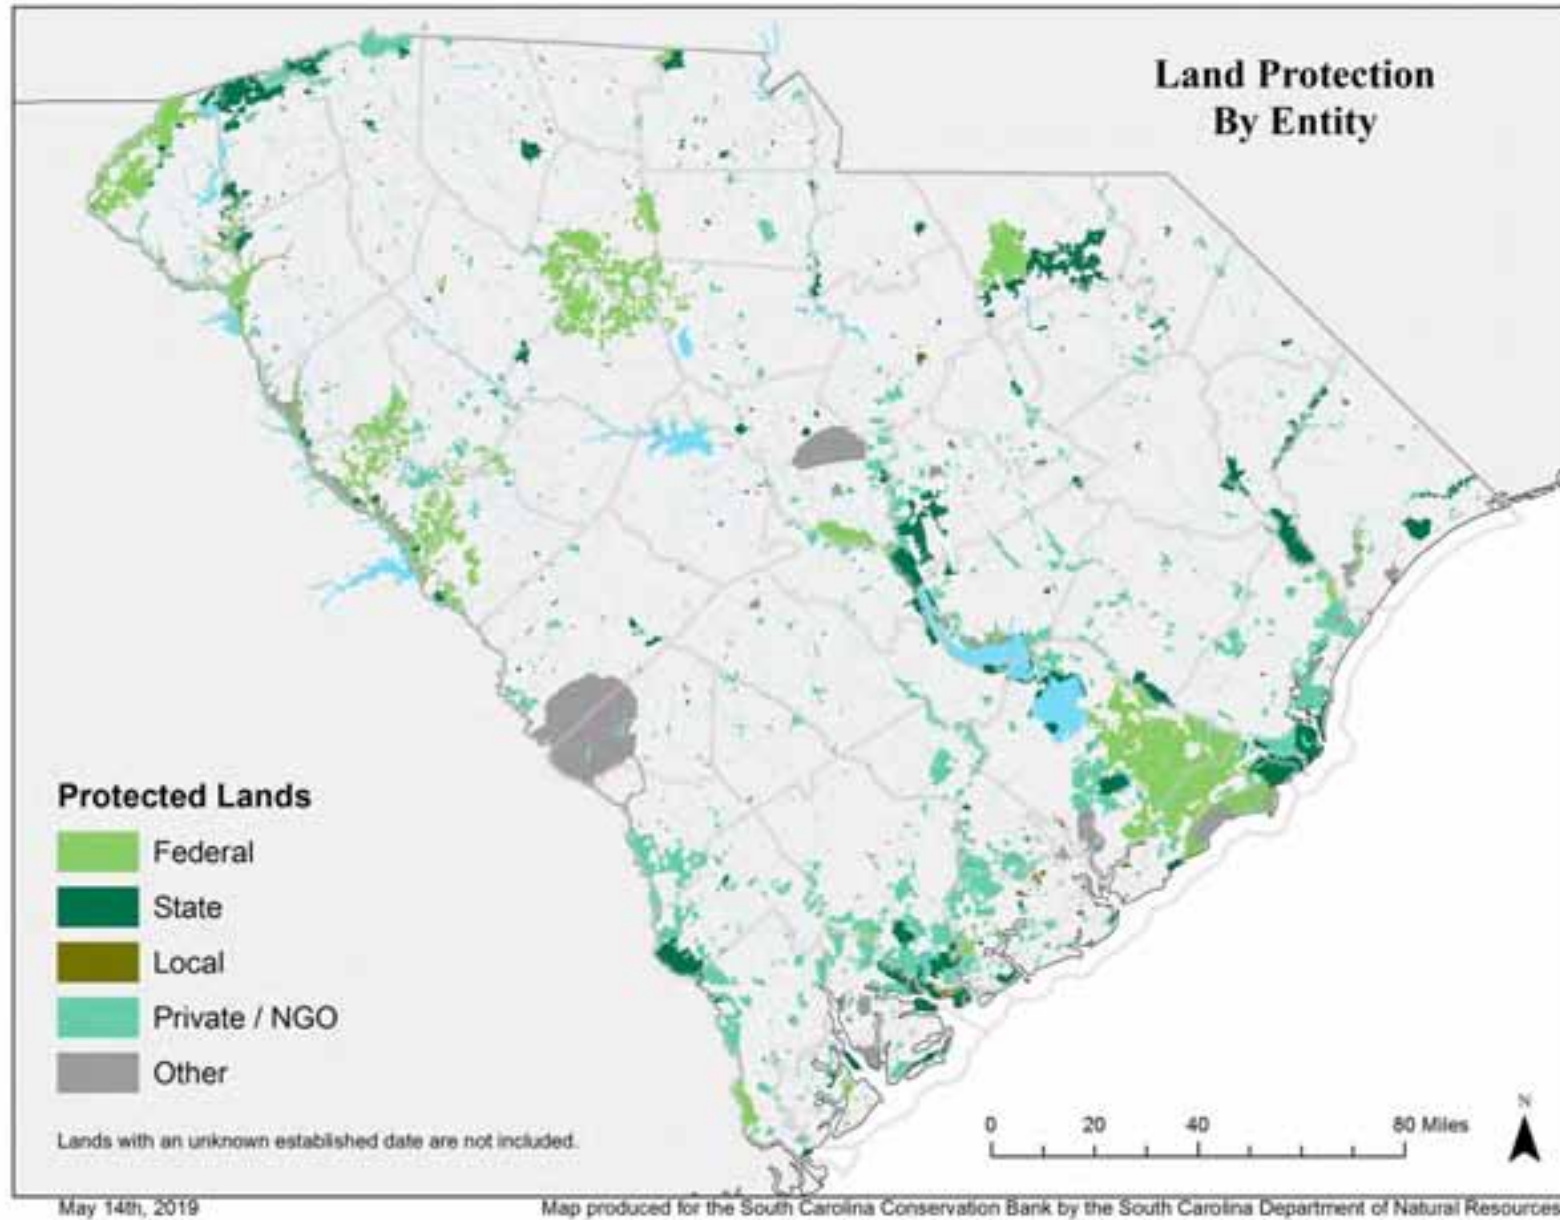 Land Protection
By Entity
Protected Lands
Federal
State
Local
Private / NGO
Other
Lands with an unknown established date are not included.
0 20 40 80 Miles
N
May 14th, 2019
Map produced for the South Carolina Conservation Bank by the South Carolina Department of Natural Resources